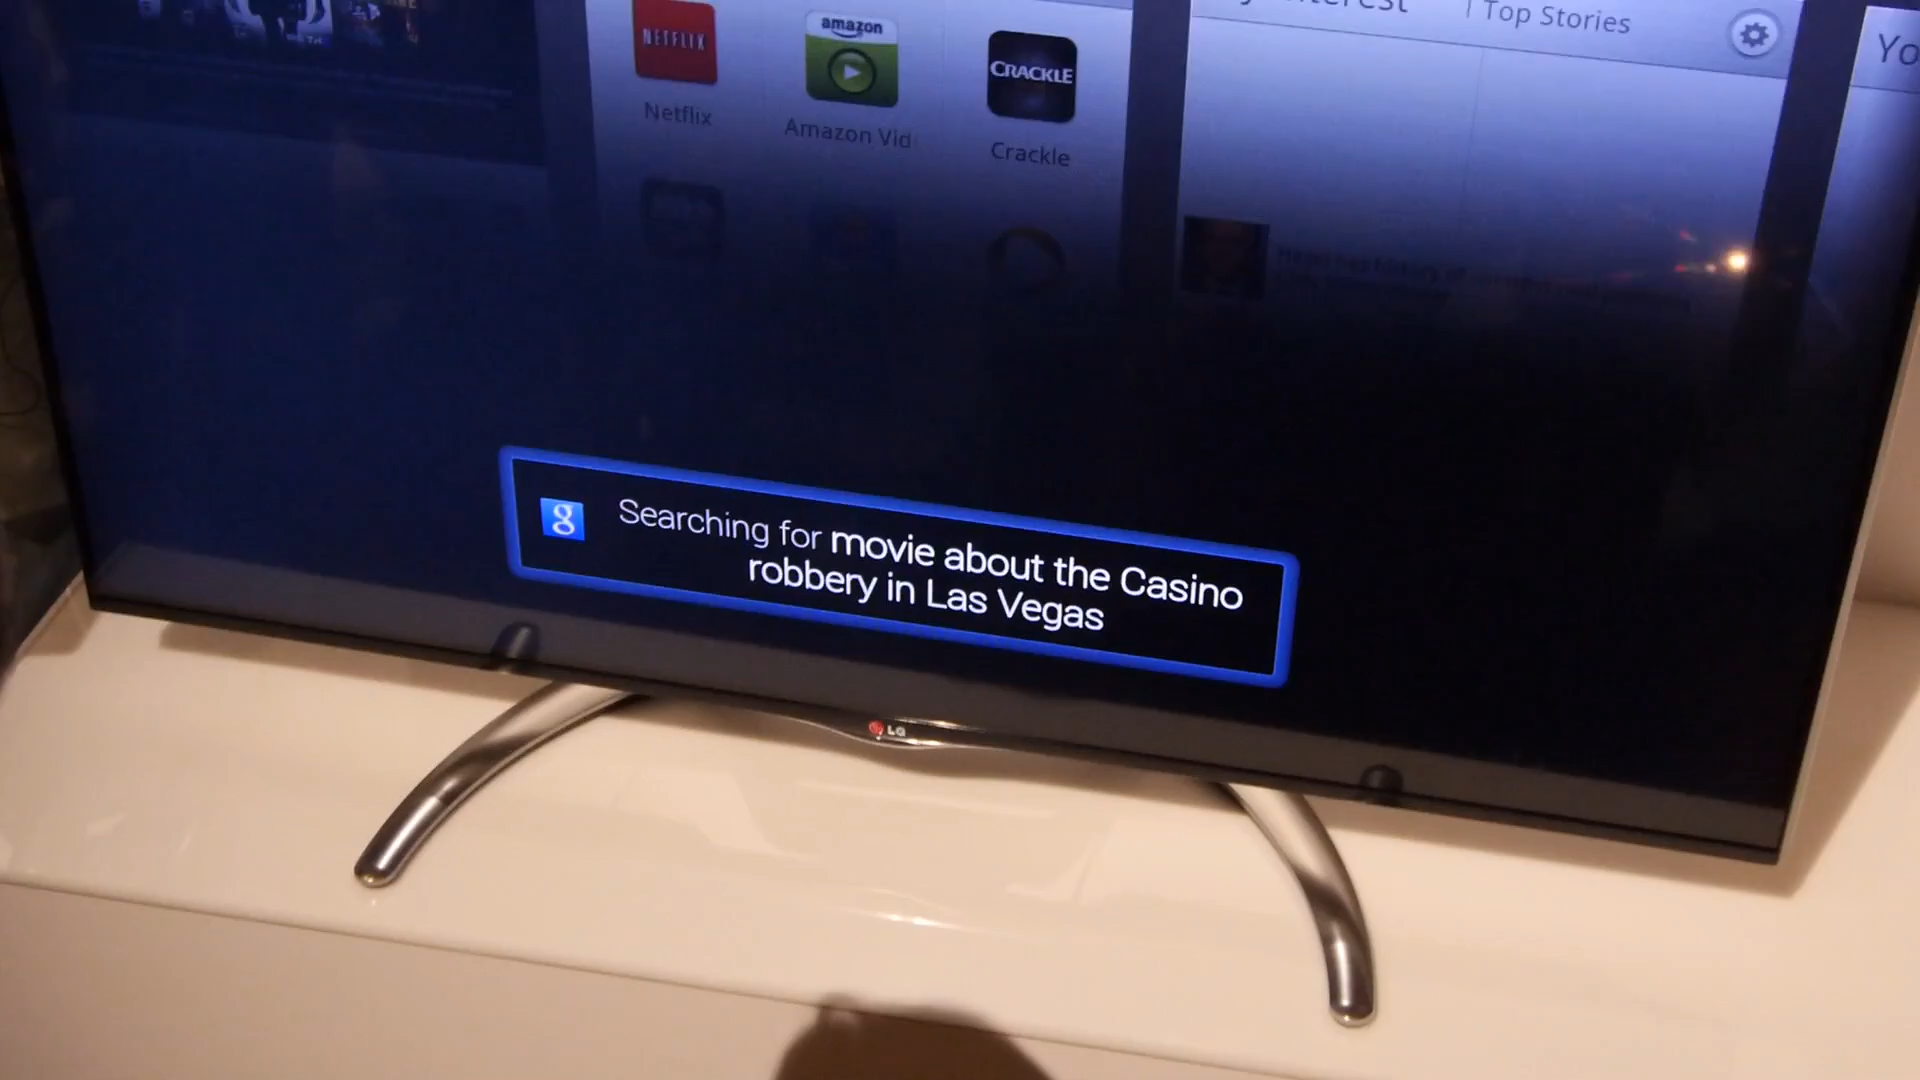 Top Stories
Yo
NETFLIX
amazon
CRACKLE
Netflix
Amazon Vid
Crackle
Searching for movie about the Casino
robbery in Las Vegas
LG